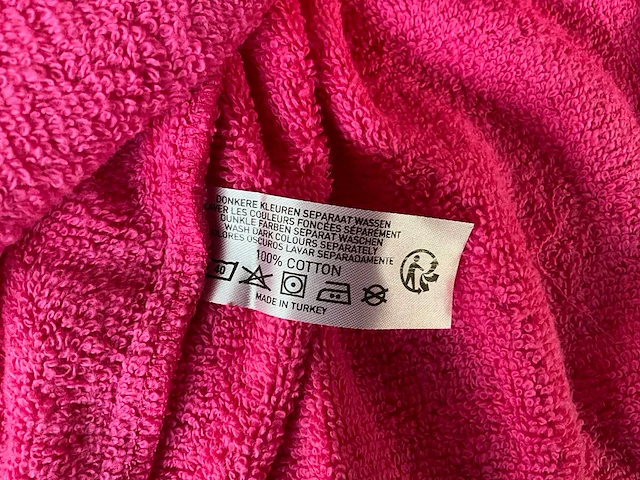 DONKERE KLEUREN SEPARAAT WASSEN
LES COULEURS FONCÉES SÉPARÉMENT
DUNKLE FARBEN SEPARAT WASCHEN
WASH DARK COLOURS SEPARATELY
OSCUROS LAVAR SEPARADAMENTE
100% COTTON
40
MADE IN TURKEY